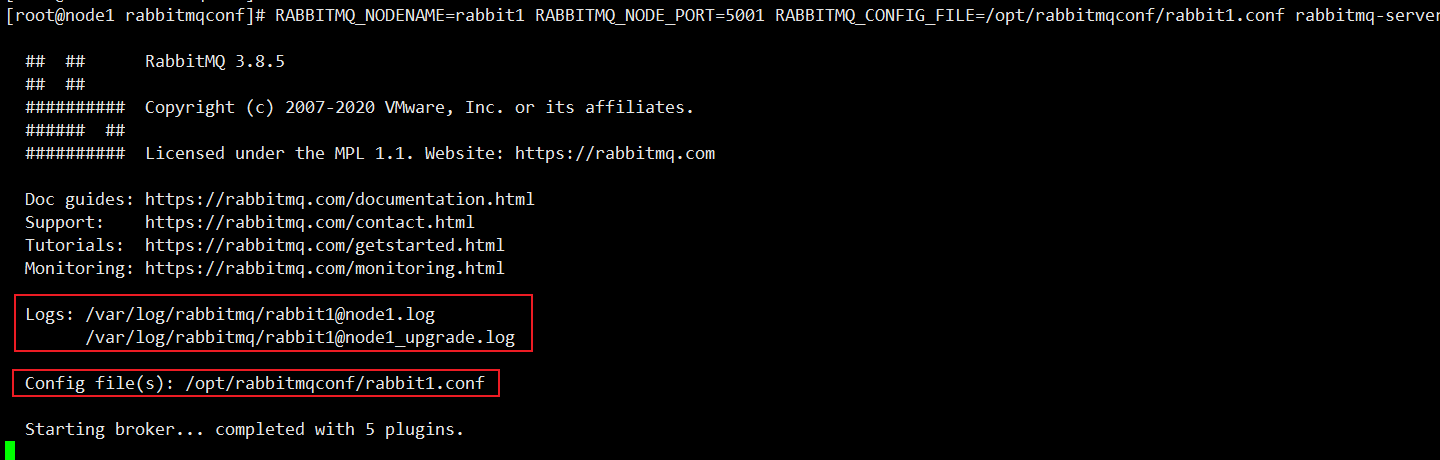 [root@node1 rabbitmqconf]# RABBITMQ_NODENAME=rabbit1 RABBITMQ_NODE_PORT=5001 RABBITMQ_CONFIG_FILE=/opt/rabbitmqconf/rabbit1.conf rabbitmq-server
## ## RabbitMQ 3.8.5
## ##
########## Copyright (c) 2007-2020 VMware, Inc. or its affiliates.
###### ##
########## Licensed under the MPL 1.1. Website: https://rabbitmq.com
Doc guides: https://rabbitmq.com/documentation.html
Support: https://rabbitmq.com/contact.html
Tutorials: https://rabbitmq.com/getstarted.html
Monitoring: https://rabbitmq.com/monitoring.html
Logs: /var/log/rabbitmq/rabbit1@node1.log
/var/log/rabbitmq/rabbit1@node1_upgrade.log
Config file(s): /opt/rabbitmqconf/rabbit1.conf
Starting broker... completed with 5 plugins.